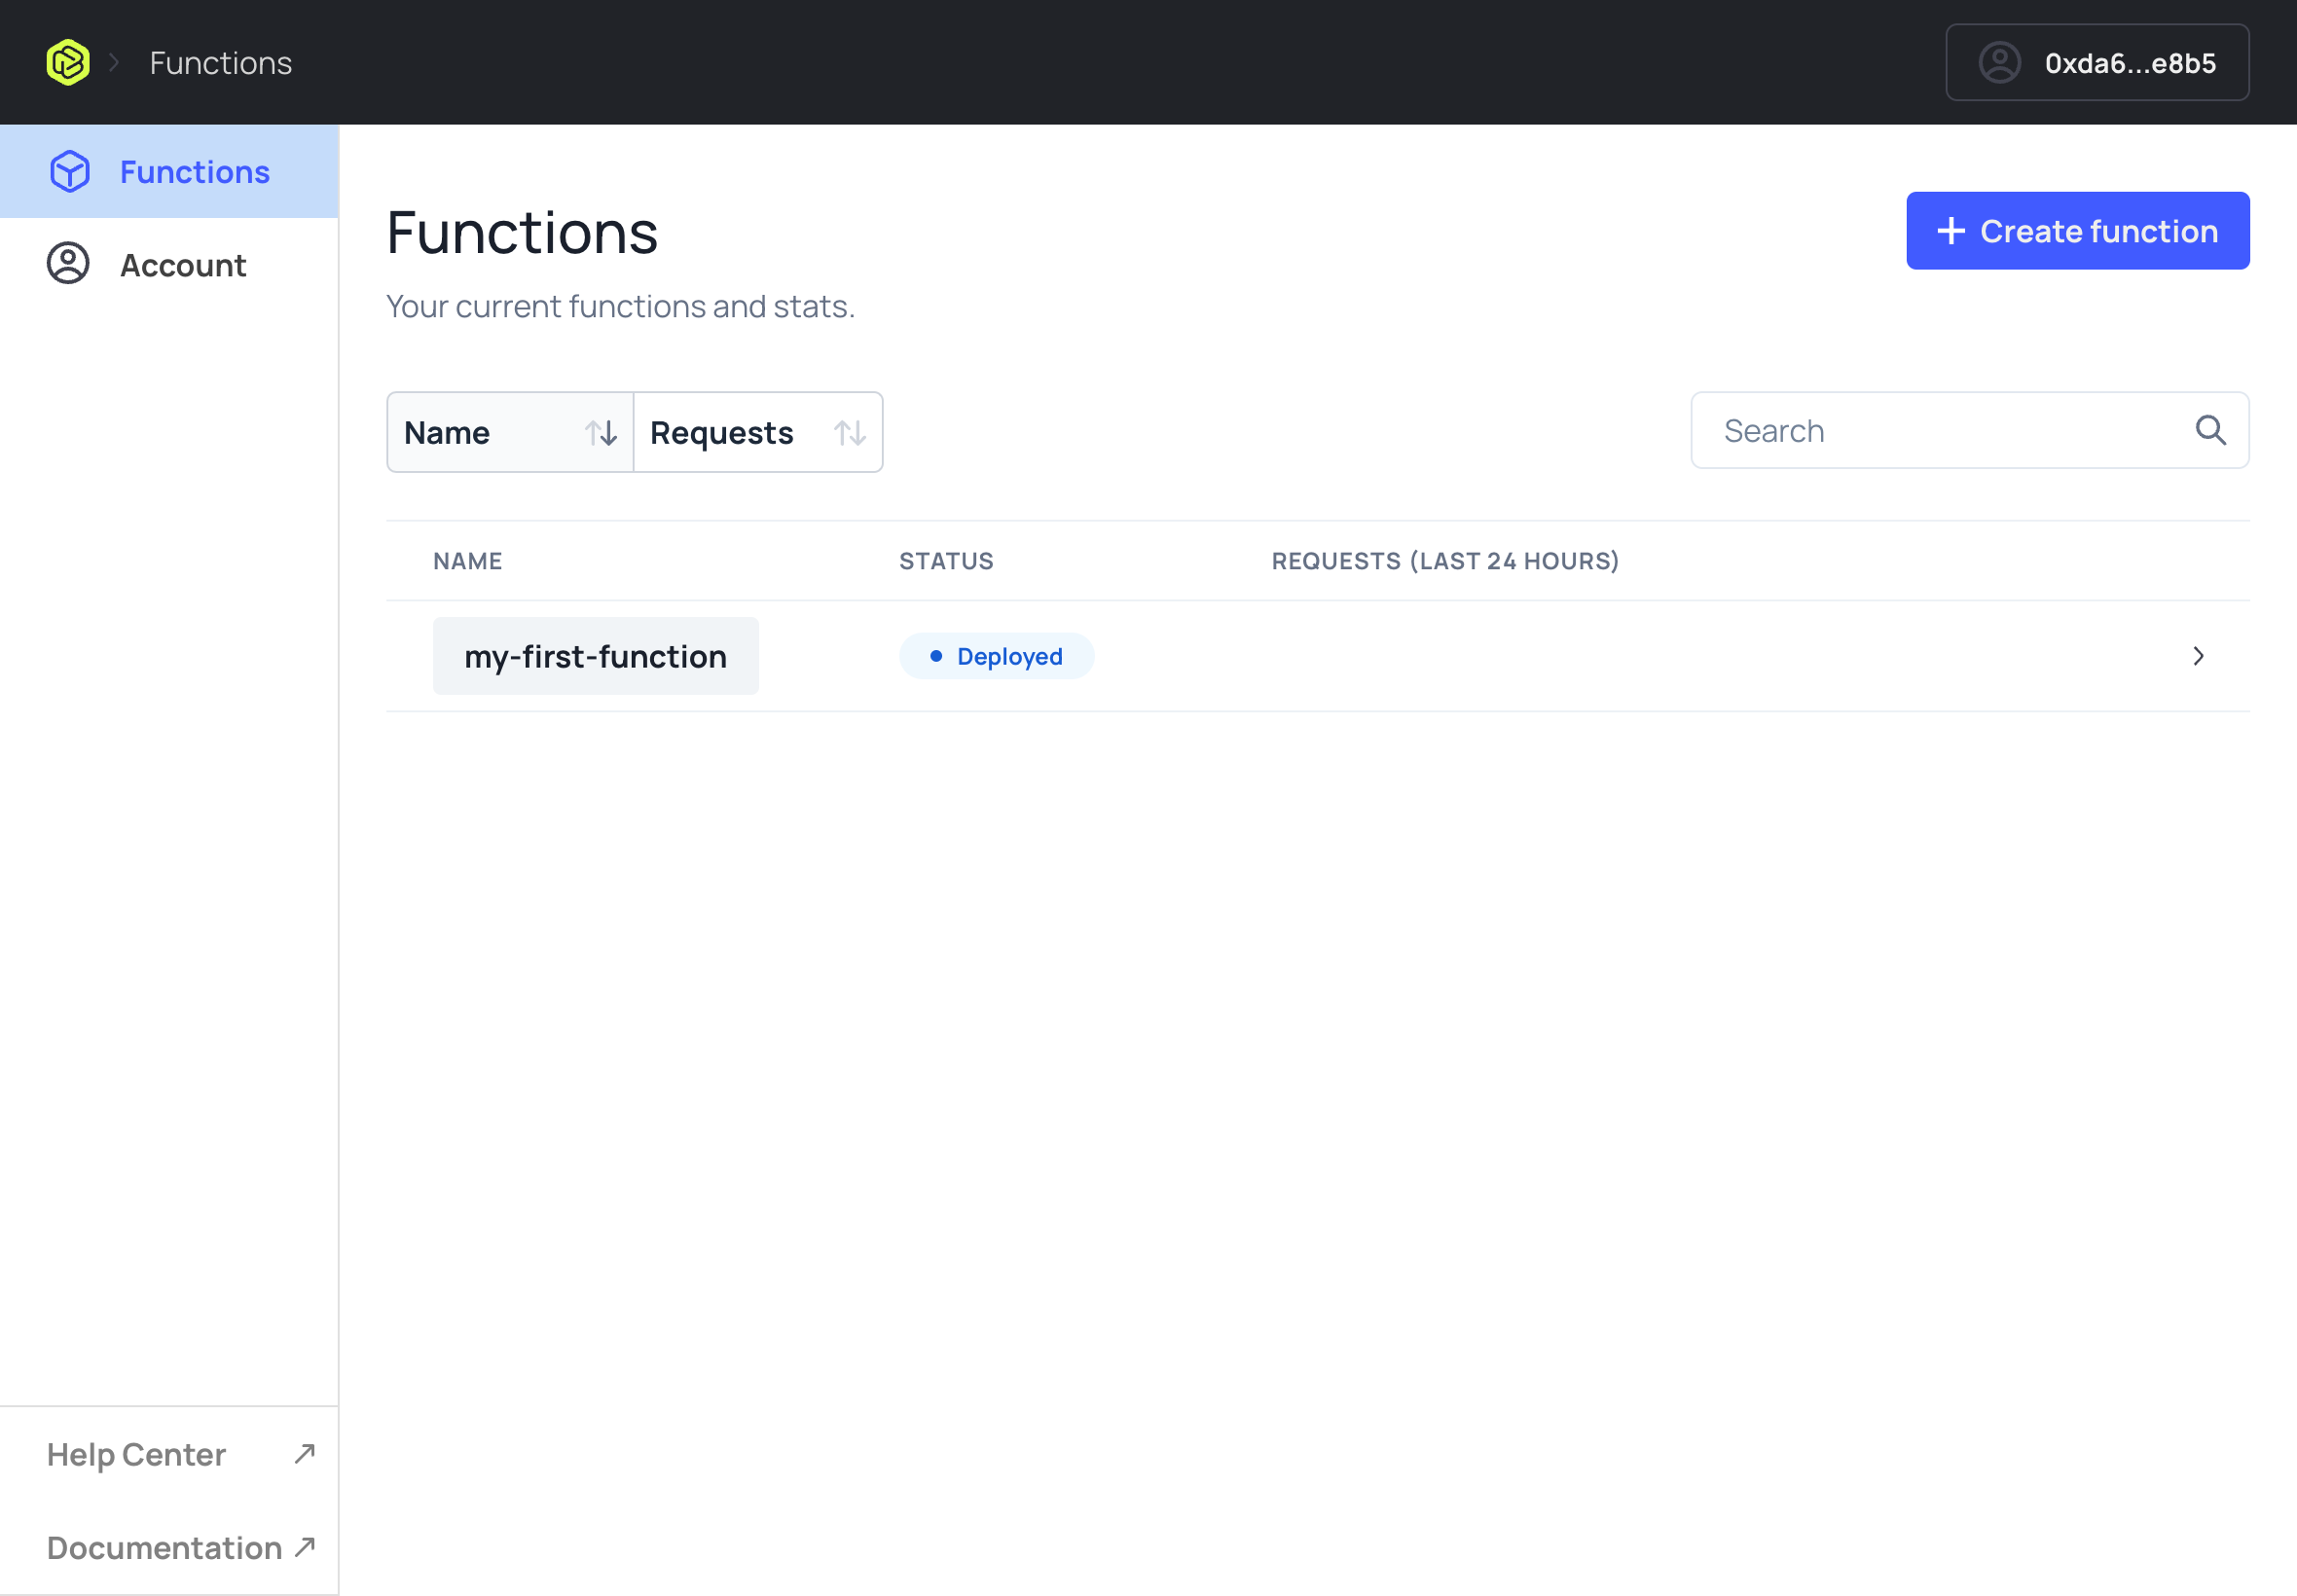 Functions
0xda6...e8b5
Functions
Account
Functions
Create function
Your current functions and stats.
Name
Requests
Search
NAME
STATUS
REQUESTS (LAST 24 HOURS)
my-first-function
Deployed
Help Center
Documentation